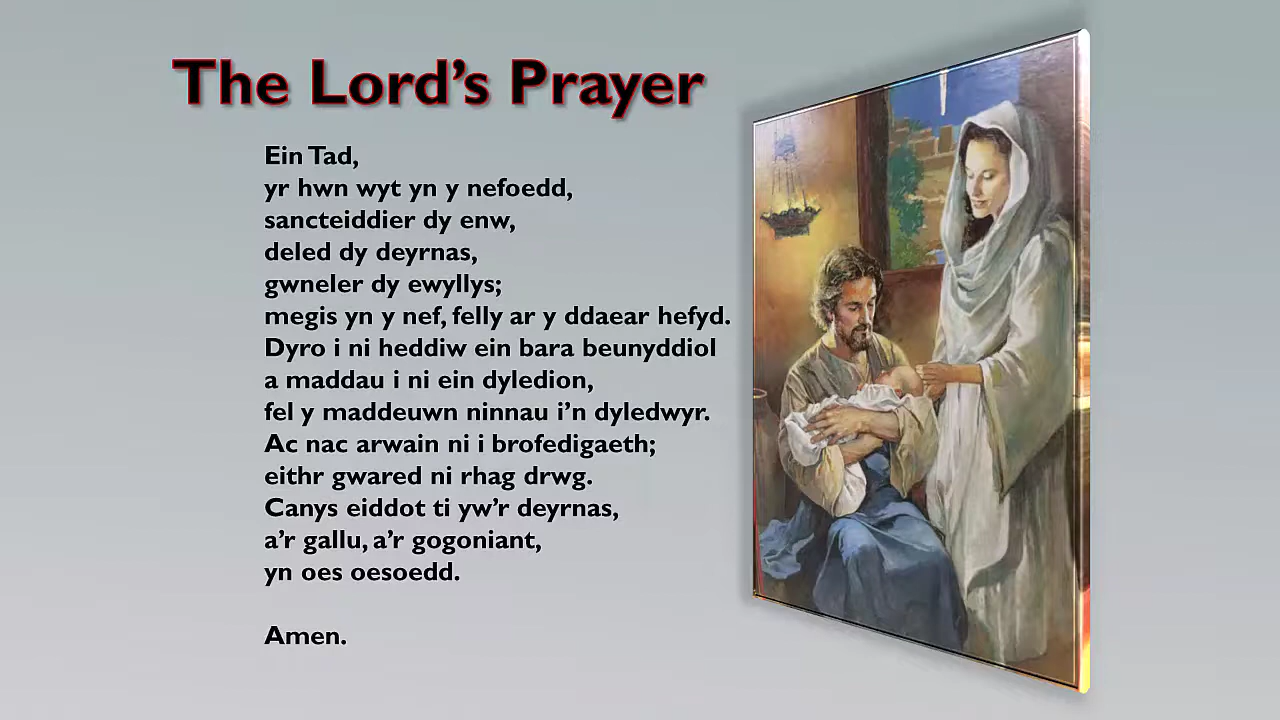 The Lord’s Prayer
Ein Tad,
yr hwn wyt yn y nefoedd,
sancteiddier dy enw,
deled dy deyrnas,
gwneler dy ewyllys;
megis yn y nef, felly ar y ddaear hefyd.
Dyro i ni heddiw ein bara beunyddiol
a maddau i ni ein dyledion,
fel y maddeuwn ninnau i’n dyledwyr.
Ac nac arwain ni i brofedigaeth;
eithr gwared ni rhag drwg.
Canys eiddot ti yw’r deyrnas,
a’r gallu, a’r gogoniant,
yn oes oesoedd.
Amen.